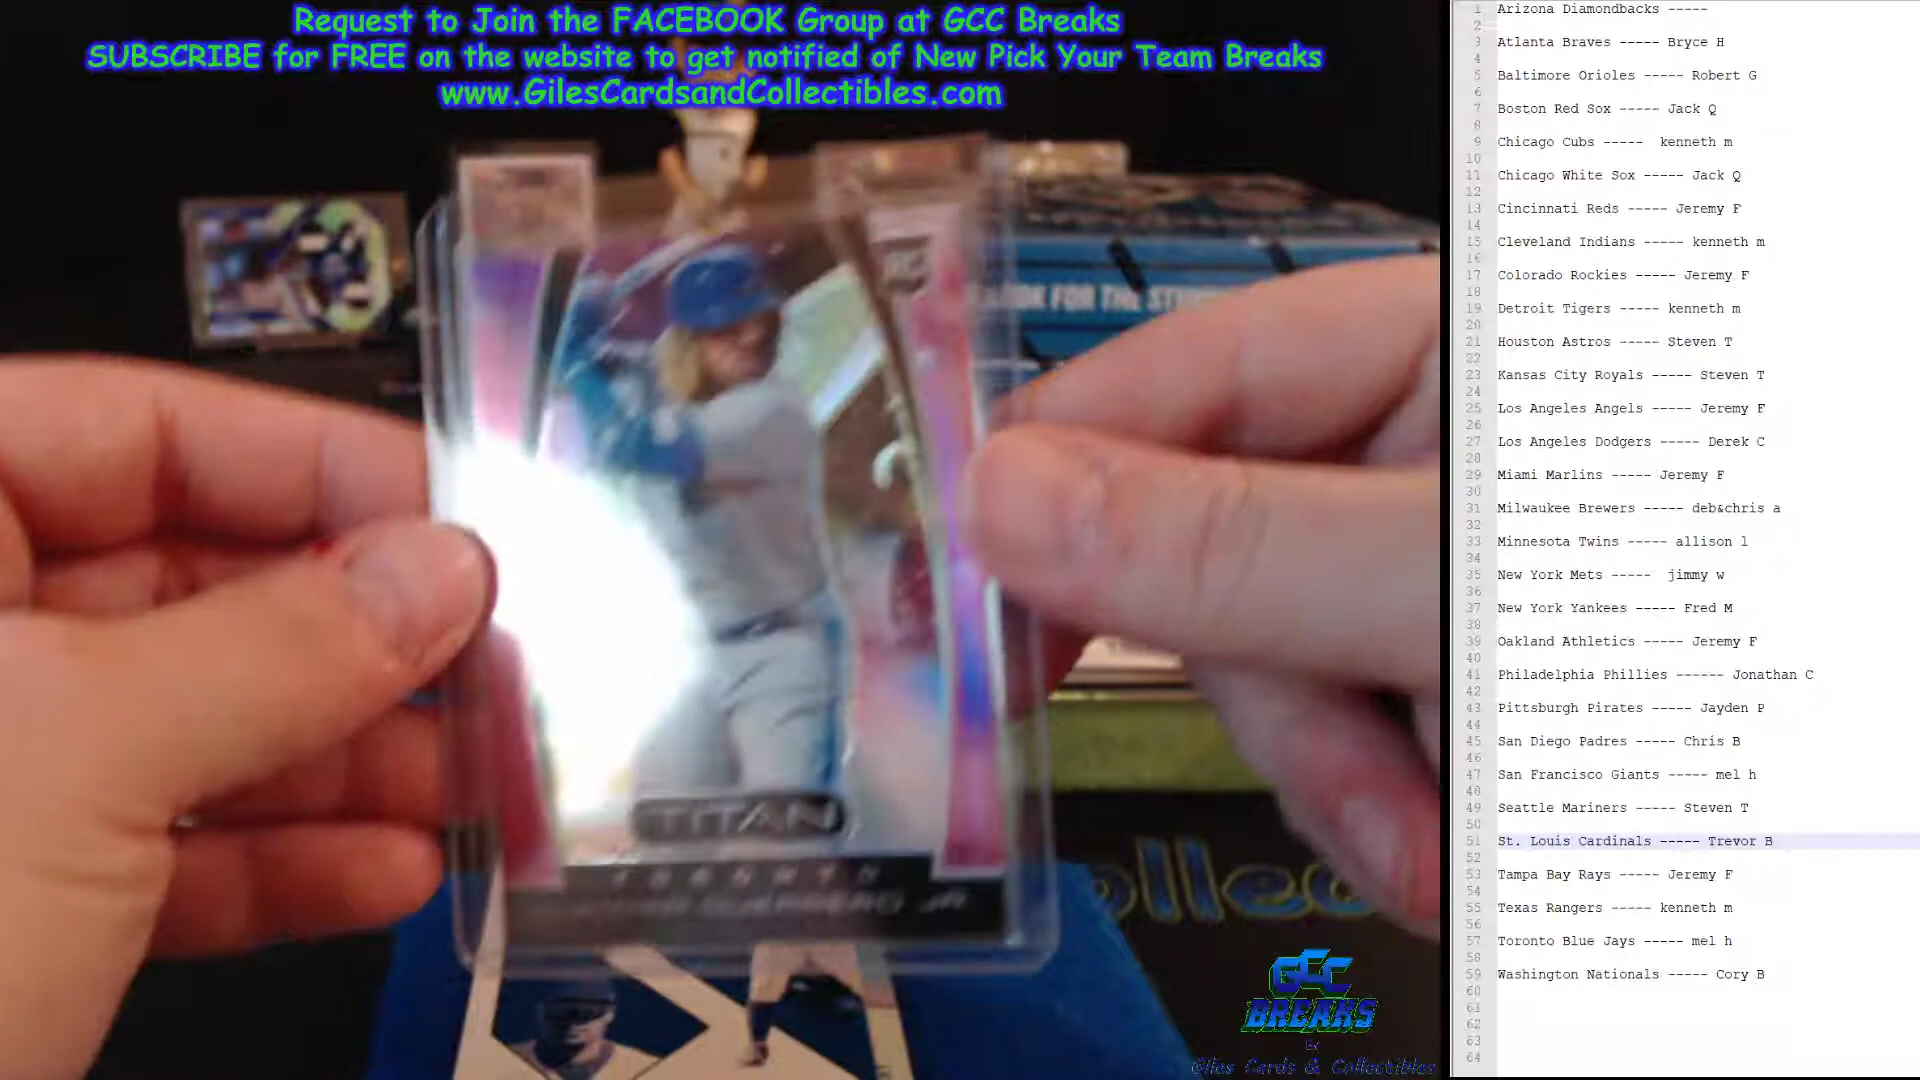 Request to Join the FACEBOOK Group at GCC Breaks
SUBSCRIBE for FREE on the website to get notified of New Pick Your Team Breaks
www.GilesCardsandCollectibles.com
RC
LOOK FOR THE
TITAN
TORONTO
GUERRERO JR
ollec
GCC
BREAKS
By
Giles Cards & Collectibles
1 Arizona Diamondbacks -----
2
3 Atlanta Braves ----- Bryce H
4
5 Baltimore Orioles ----- Robert G
6
7 Boston Red Sox ----- Jack Q
8
9 Chicago Cubs ----- kenneth m
10
11 Chicago White Sox ----- Jack Q
12
13 Cincinnati Reds ----- Jeremy F
14
15 Cleveland Indians ----- kenneth m
16
17 Colorado Rockies ----- Jeremy F
18
19 Detroit Tigers ----- kenneth m
20
21 Houston Astros ----- Steven T
22
23 Kansas City Royals ----- Steven T
24
25 Los Angeles Angels ----- Jeremy F
26
27 Los Angeles Dodgers ----- Derek C
28
29 Miami Marlins ----- Jeremy F
30
31 Milwaukee Brewers ----- deb&chris a
32
33 Minnesota Twins ----- allison l
34
35 New York Mets ----- jimmy w
36
37 New York Yankees ----- Fred M
38
39 Oakland Athletics ----- Jeremy F
40
41 Philadelphia Phillies ------ Jonathan C
42
43 Pittsburgh Pirates ----- Jayden P
44
45 San Diego Padres ----- Chris B
46
47 San Francisco Giants ----- mel h
48
49 Seattle Mariners ----- Steven T
50
51 St. Louis Cardinals ----- Trevor B
52
53 Tampa Bay Rays ----- Jeremy F
54
55 Texas Rangers ----- kenneth m
56
57 Toronto Blue Jays ----- mel h
58
59 Washington Nationals ----- Cory B
60
61
62
63
64